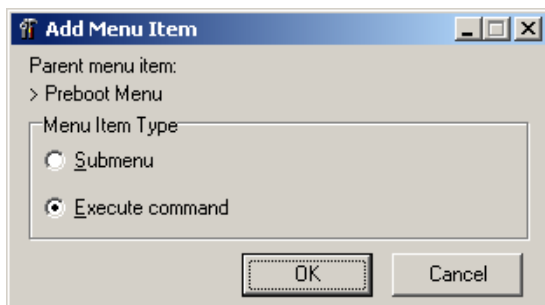 Add Menu Item
Parent menu item:
> Preboot Menu
Menu Item Type
Submenu
Execute command
OK
Cancel